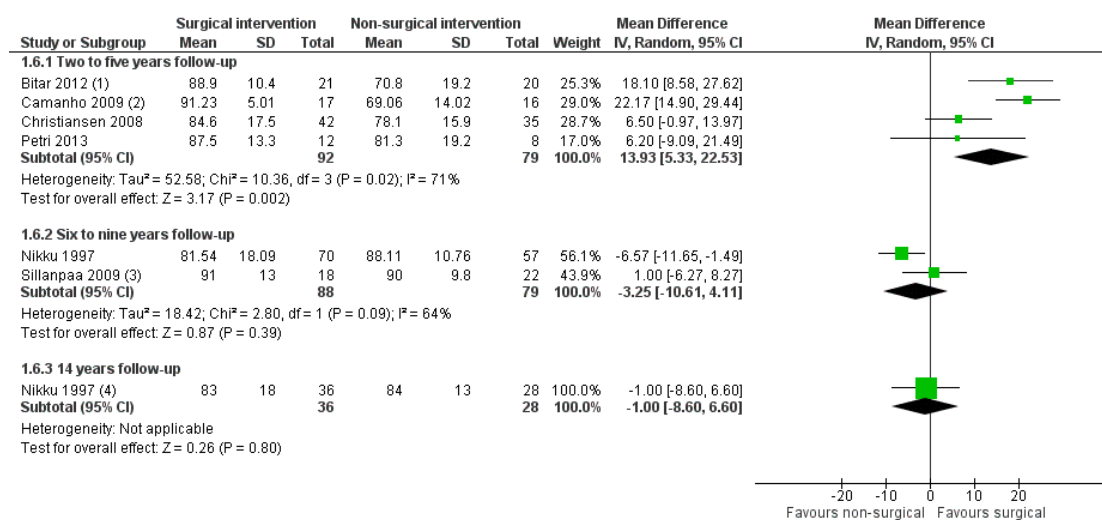 Surgical intervention Non-surgical intervention Mean Difference Mean Difference
Study or Subgroup Mean SD Total Mean SD Total Weight IV, Random, 95% CI IV, Random, 95% CI
1.6.1 Two to five years follow-up
Bitar 2012 (1) 88.9 10.4 21 70.8 19.2 20 25.3% 18.10 [8.58, 27.62]
Camanho 2009 (2) 91.23 5.01 17 69.06 14.02 16 29.0% 22.17 [14.90, 29.44]
Christiansen 2008 84.6 17.5 42 78.1 15.9 35 28.7% 6.50 [-0.97, 13.97]
Petri 2013 87.5 13.3 12 81.3 19.2 8 17.0% 6.20 [-9.09, 21.49]
Subtotal (95% CI) 92 79 100.0% 13.93 [5.33, 22.53]
Heterogeneity: Tau² = 52.58; Chi² = 10.36, df = 3 (P = 0.02); I² = 71%
Test for overall effect: Z = 3.17 (P = 0.002)
1.6.2 Six to nine years follow-up
Nikku 1997 81.54 18.09 70 88.11 10.76 57 56.1% -6.57 [-11.65, -1.49]
Sillanpaa 2009 (3) 91 13 18 90 9.8 22 43.9% 1.00 [-6.27, 8.27]
Subtotal (95% CI) 88 79 100.0% -3.25 [-10.61, 4.11]
Heterogeneity: Tau² = 18.42; Chi² = 2.80, df = 1 (P = 0.09); I² = 64%
Test for overall effect: Z = 0.87 (P = 0.39)
1.6.3 14 years follow-up
Nikku 1997 (4) 83 18 36 84 13 28 100.0% -1.00 [-8.60, 6.60]
Subtotal (95% CI) 36 28 100.0% -1.00 [-8.60, 6.60]
Heterogeneity: Not applicable
Test for overall effect: Z = 0.26 (P = 0.80)
-20 -10 0 10 20
Favours non-surgical Favours surgical